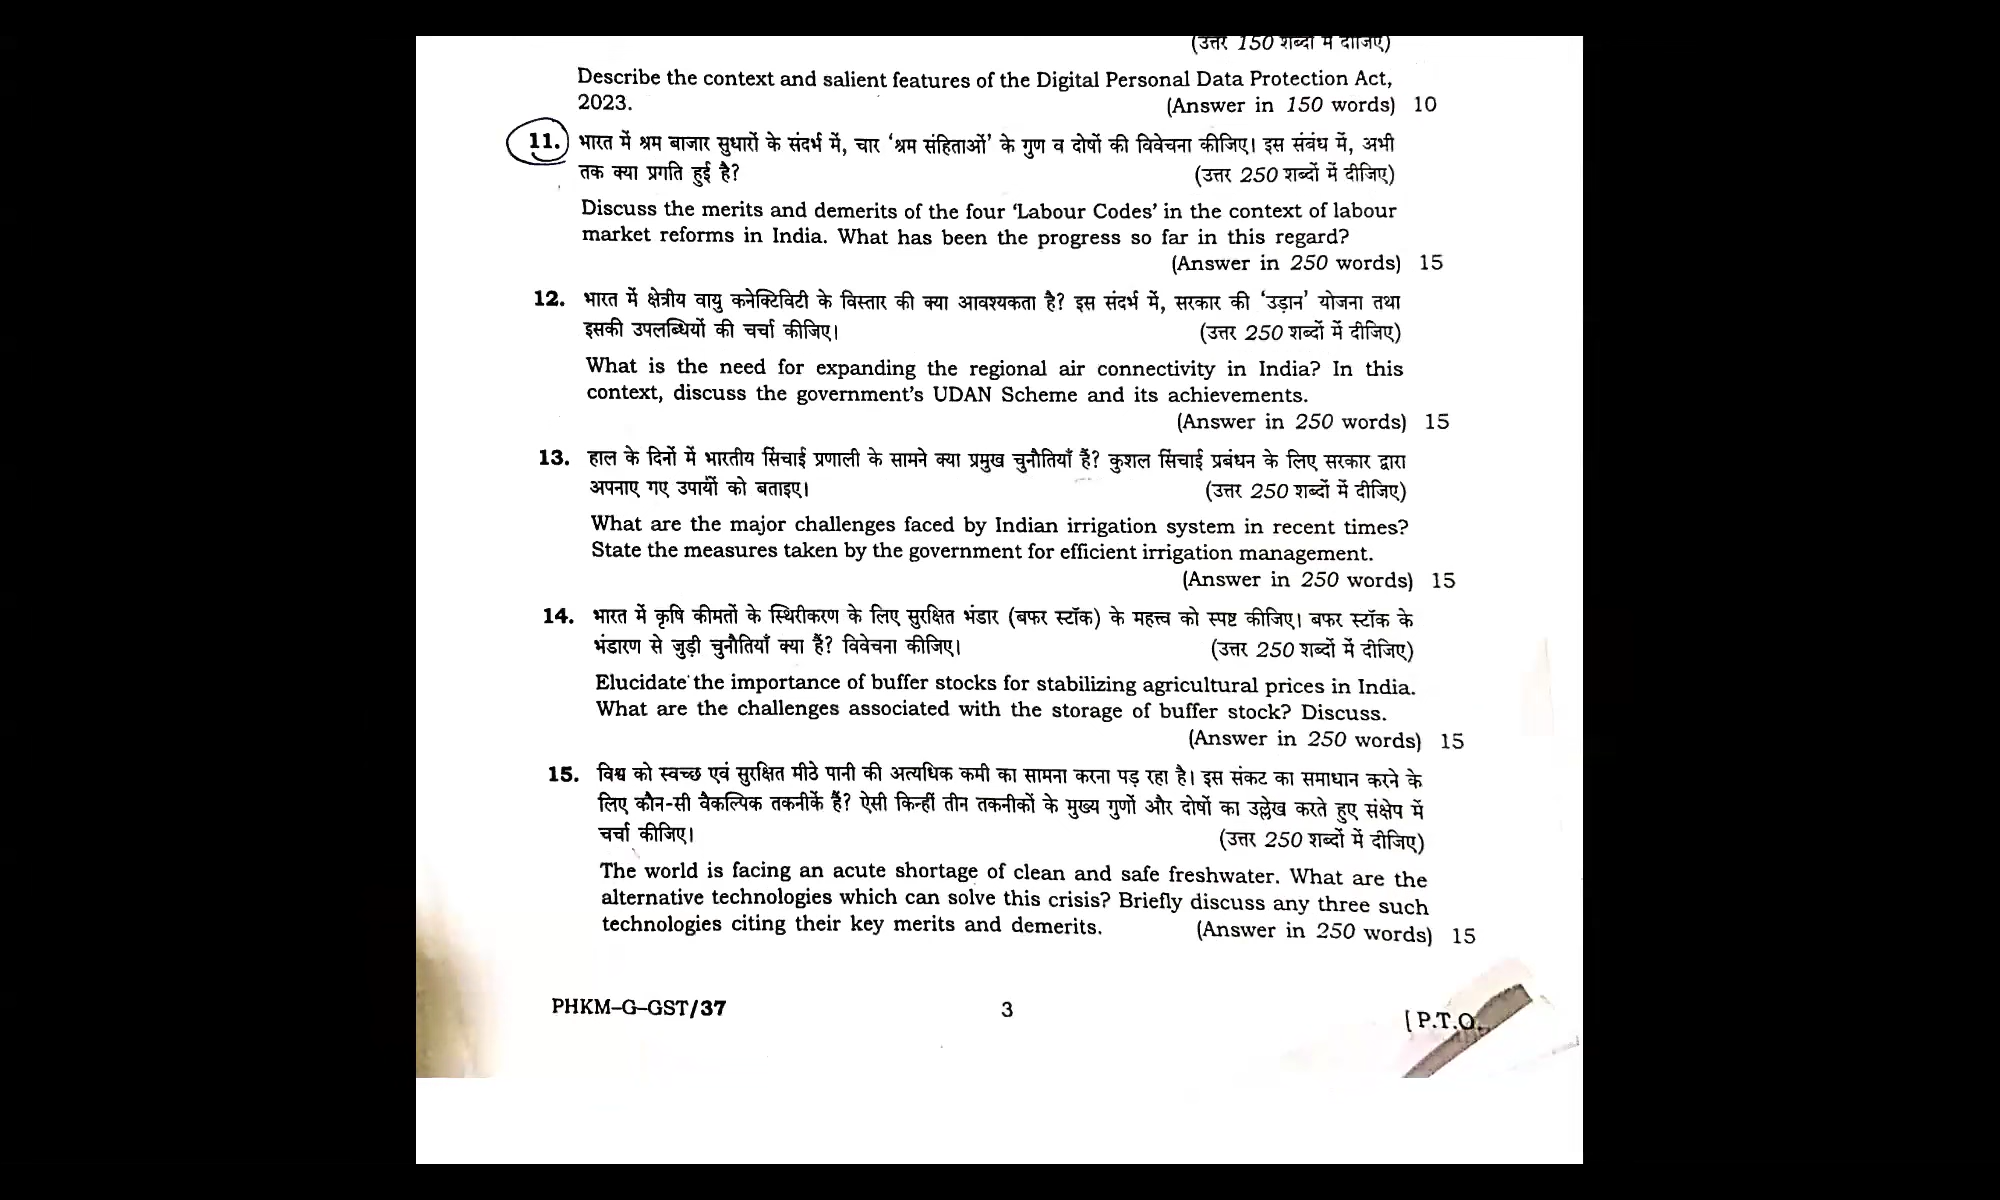 (उत्तर 150 शब्दों में दीजिए)
Describe the context and salient features of the Digital Personal Data Protection Act,
2023. (Answer in 150 words) 10
11. भारत में श्रम बाजार सुधारों के संदर्भ में, चार ‘श्रम संहिताओं’ के गुण व दोषों की विवेचना कीजिए। इस संबंध में, अभी
तक क्या प्रगति हुई है? (उत्तर 250 शब्दों में दीजिए)
Discuss the merits and demerits of the four ‘Labour Codes’ in the context of labour
market reforms in India. What has been the progress so far in this regard?
(Answer in 250 words) 15
12. भारत में क्षेत्रीय वायु कनेक्टिविटी के विस्तार की क्या आवश्यकता है? इस संदर्भ में, सरकार की ‘उड़ान’ योजना तथा
इसकी उपलब्धियों की चर्चा कीजिए। (उत्तर 250 शब्दों में दीजिए)
What is the need for expanding the regional air connectivity in India? In this
context, discuss the government’s UDAN Scheme and its achievements.
(Answer in 250 words) 15
13. हाल के दिनों में भारतीय सिंचाई प्रणाली के सामने क्या प्रमुख चुनौतियाँ हैं? कुशल सिंचाई प्रबंधन के लिए सरकार द्वारा
अपनाए गए उपायों को बताइए। (उत्तर 250 शब्दों में दीजिए)
What are the major challenges faced by Indian irrigation system in recent times?
State the measures taken by the government for efficient irrigation management.
(Answer in 250 words) 15
14. भारत में कृषि कीमतों के स्थिरीकरण के लिए सुरक्षित भंडार (बफर स्टॉक) के महत्त्व को स्पष्ट कीजिए। बफर स्टॉक के
भंडारण से जुड़ी चुनौतियाँ क्या हैं? विवेचना कीजिए। (उत्तर 250 शब्दों में दीजिए)
Elucidate the importance of buffer stocks for stabilizing agricultural prices in India.
What are the challenges associated with the storage of buffer stock? Discuss.
(Answer in 250 words) 15
15. विश्व को स्वच्छ एवं सुरक्षित मीठे पानी की अत्यधिक कमी का सामना करना पड़ रहा है। इस संकट का समाधान करने के
लिए कौन-सी वैकल्पिक तकनीकें हैं? ऐसी किन्हीं तीन तकनीकों के मुख्य गुणों और दोषों का उल्लेख करते हुए संक्षेप में
चर्चा कीजिए। (उत्तर 250 शब्दों में दीजिए)
The world is facing an acute shortage of clean and safe freshwater. What are the
alternative technologies which can solve this crisis? Briefly discuss any three such
technologies citing their key merits and demerits. (Answer in 250 words) 15
PHKM-G-GST/37 3 [ P.T.O.